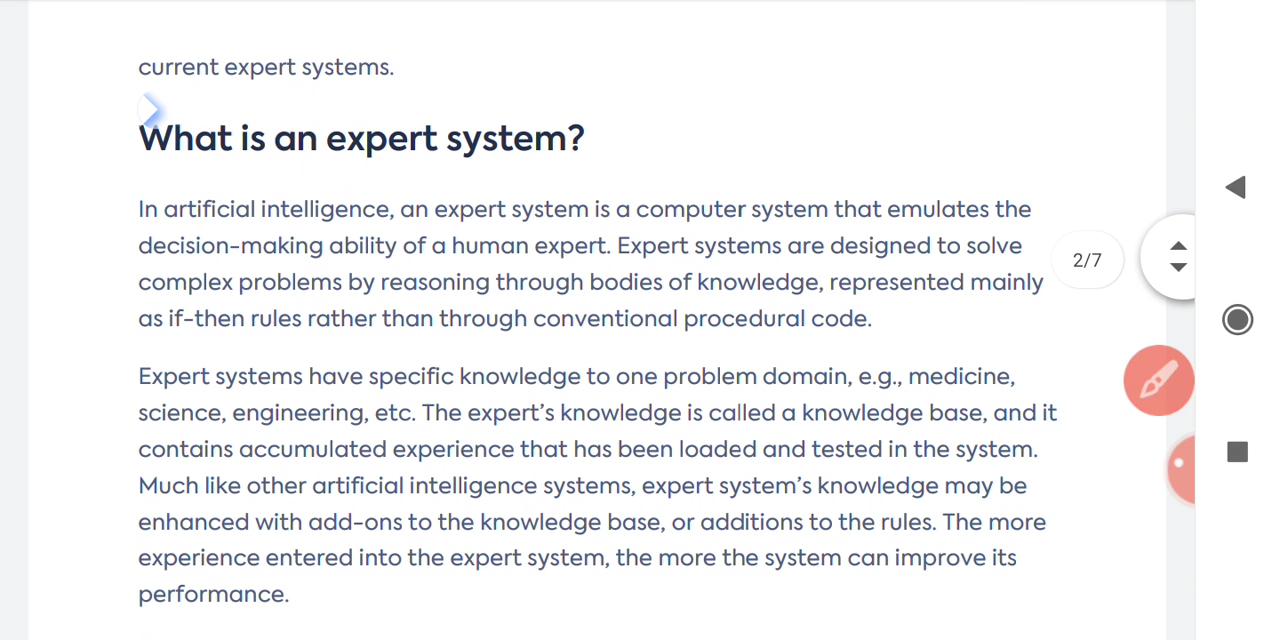 current expert systems.
What is an expert system?
In artificial intelligence, an expert system is a computer system that emulates the
decision-making ability of a human expert. Expert systems are designed to solve
complex problems by reasoning through bodies of knowledge, represented mainly
as if-then rules rather than through conventional procedural code.
2/7
Expert systems have specific knowledge to one problem domain, e.g., medicine,
science, engineering, etc. The expert’s knowledge is called a knowledge base, and it
contains accumulated experience that has been loaded and tested in the system.
Much like other artificial intelligence systems, expert system’s knowledge may be
enhanced with add-ons to the knowledge base, or additions to the rules. The more
experience entered into the expert system, the more the system can improve its
performance.